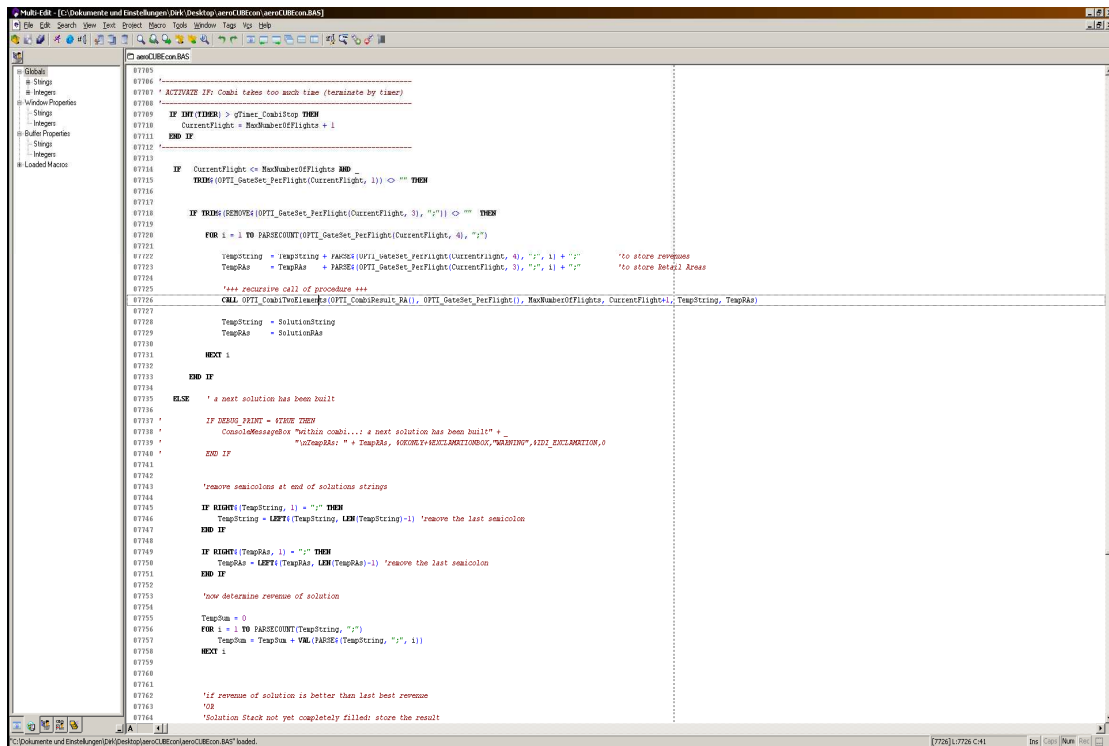 Multi-Edit - [C:\Dokumente und Einstellungen\Dirk\Desktop\aeroCUBEcon\aeroCUBEcon.BAS]
File Edit Search View Text Project Macro Tools Window Tags Vcs Help
aeroCUBEcon.BAS
Globals
Strings
Integers
Window Properties
Strings
Integers
Buffer Properties
Strings
Integers
Loaded Macros
07705
07706 '--------------------------------------------------------------
07707 ' ACTIVATE IF: Combi takes too much time (terminate by timer)
07708 '--------------------------------------------------------------
07709 IF INT(TIMER) > gTimer_CombiStop THEN
07710 CurrentFlight = MaxNumberOfFlights + 1
07711 END IF
07712 '--------------------------------------------------------------
07713
07714 IF CurrentFlight <= MaxNumberOfFlights AND _
07715 TRIM$(OPTI_GateSet_PerFlight(CurrentFlight, 1)) <> "" THEN
07716
07717
07718 IF TRIM$(REMOVE$(OPTI_GateSet_PerFlight(CurrentFlight, 3), ";")) <> "" THEN
07719
07720 FOR i = 1 TO PARSECOUNT(OPTI_GateSet_PerFlight(CurrentFlight, 4), ";")
07721
07722 TempString = TempString + PARSE$(OPTI_GateSet_PerFlight(CurrentFlight, 4), ";", i) + ";" 'to store revenues
07723 TempRAs = TempRAs + PARSE$(OPTI_GateSet_PerFlight(CurrentFlight, 3), ";", i) + ";" 'to store Retail Areas
07724
07725 '+++ recursive call of procedure +++
07726 CALL OPTI_CombiTwoElements(OPTI_CombiResult_RA(), OPTI_GateSet_PerFlight(), MaxNumberOfFlights, CurrentFlight+1, TempString, TempRAs)
07727
07728 TempString = SolutionString
07729 TempRAs = SolutionRAs
07730
07731 NEXT i
07732
07733 END IF
07734
07735 ELSE ' a next solution has been built
07736
07737 ' IF DEBUG_PRINT = %TRUE THEN
07738 ' ConsoleMessageBox "within combi...: a next solution has been built" + _
07739 ' "\nTempRAs: " + TempRAs, %OKONLY+%EXCLAMATIONBOX,"WARNING",%IDI_EXCLAMATION,0
07740 ' END IF
07741
07742
07743 'remove semicolons at end of solutions strings
07744
07745 IF RIGHT$(TempString, 1) = ";" THEN
07746 TempString = LEFT$(TempString, LEN(TempString)-1) 'remove the last semicolon
07747 END IF
07748
07749 IF RIGHT$(TempRAs, 1) = ";" THEN
07750 TempRAs = LEFT$(TempRAs, LEN(TempRAs)-1) 'remove the last semicolon
07751 END IF
07752
07753 'now determine revenue of solution
07754
07755 TempSum = 0
07756 FOR i = 1 TO PARSECOUNT(TempString, ";")
07757 TempSum = TempSum + VAL(PARSE$(TempString, ";", i))
07758 NEXT i
07759
07760
07761
07762 'if revenue of solution is better than last best revenue
07763 'OR
07764 'Solution Stack not yet completely filled: store the result
A
"C:\Dokumente und Einstellungen\Dirk\Desktop\aeroCUBEcon\aeroCUBEcon.BAS" loaded.
[7726] L:7726 C:41 Ins Caps Num Rec